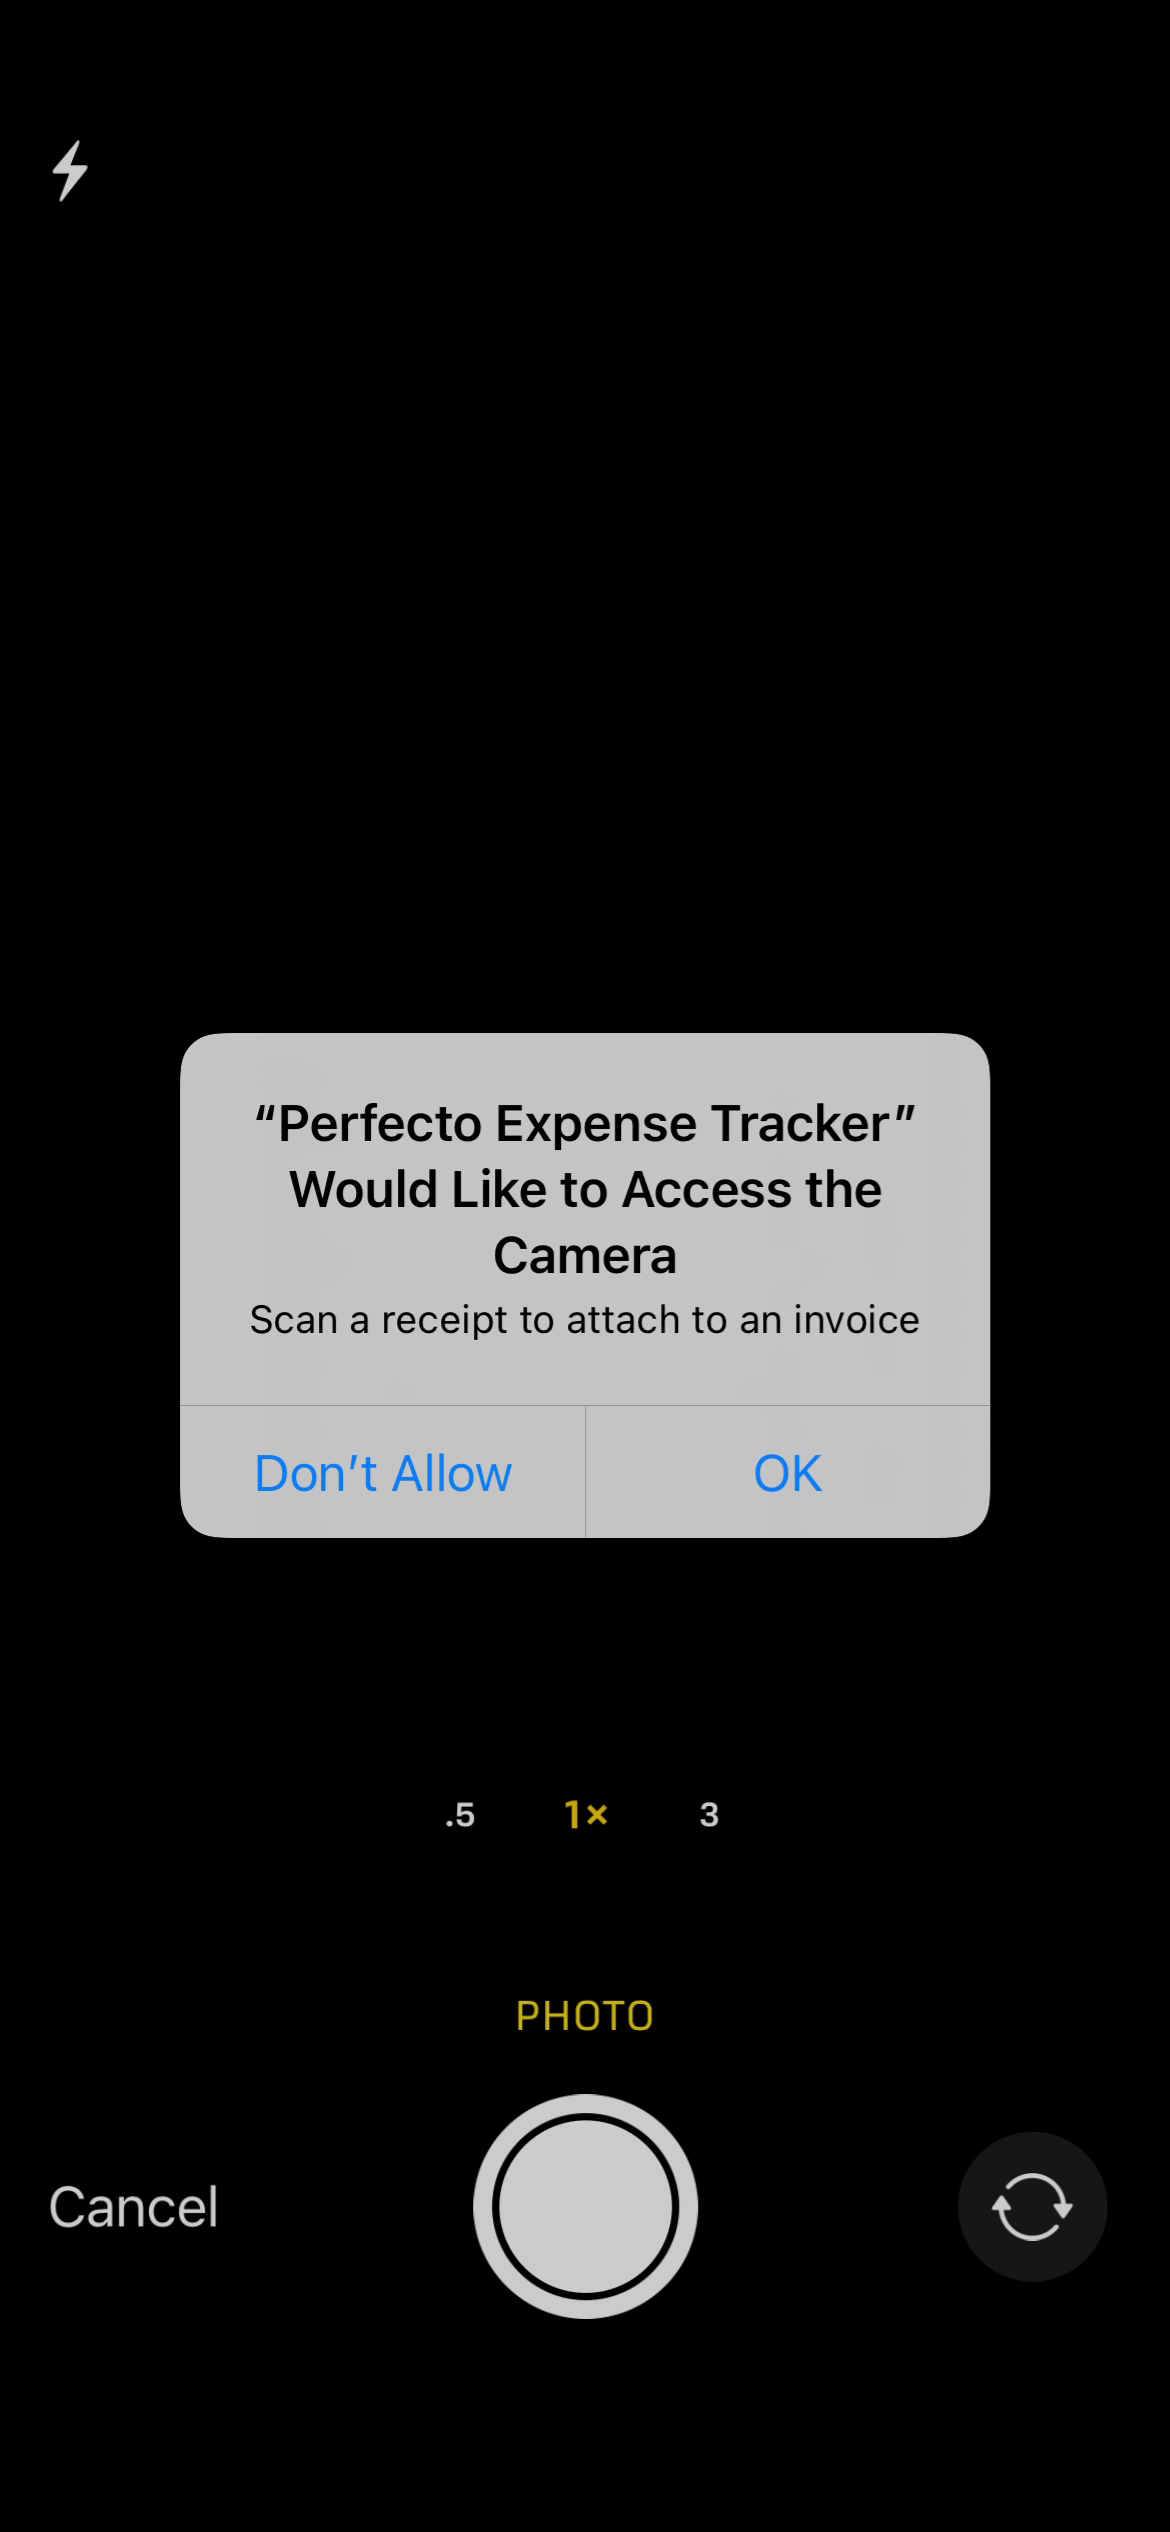 “Perfecto Expense Tracker”
Would Like to Access the
Camera
Scan a receipt to attach to an invoice
Don’t Allow
OK
.5
1×
3
PHOTO
Cancel